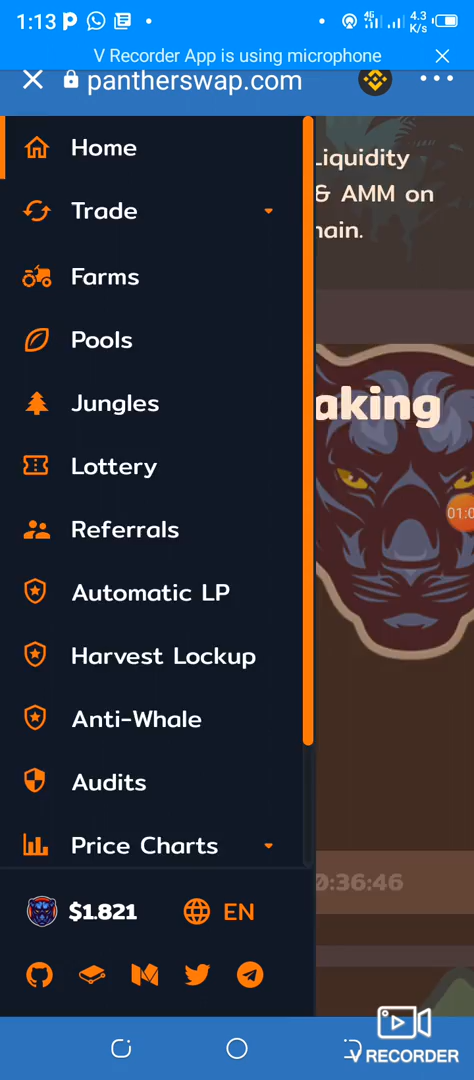 1:13
4G
4.3
K/s
V Recorder App is using microphone
pantherswap.com
Home
Liquidity
Trade
& AMM on
hain.
Farms
Pools
Jungles
aking
Lottery
01:0
Referrals
Automatic LP
Harvest Lockup
Anti-Whale
Audits
Price Charts
0:36:46
$1.821
EN
V RECORDER